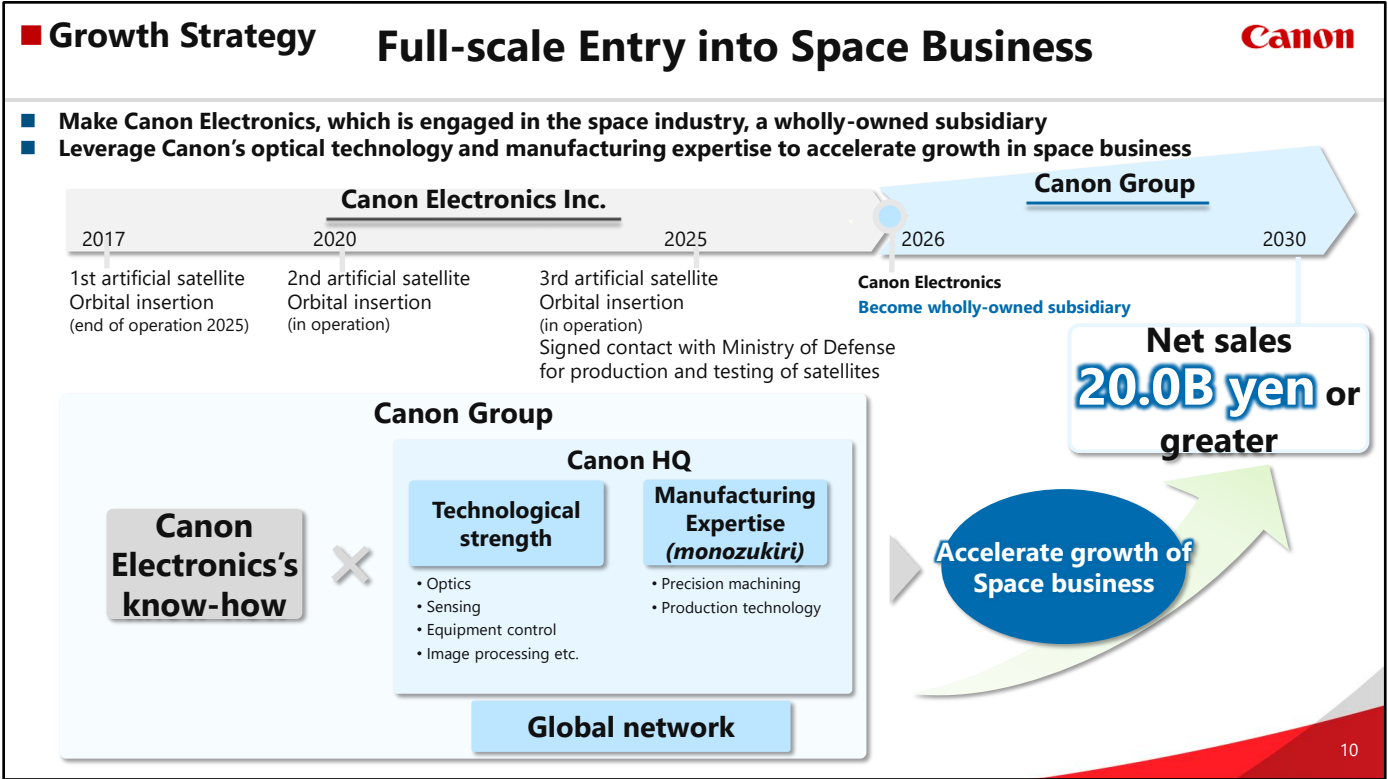 Growth Strategy
Full-scale Entry into Space Business
Canon
Make Canon Electronics, which is engaged in the space industry, a wholly-owned subsidiary
Leverage Canon's optical technology and manufacturing expertise to accelerate growth in space business
Canon Electronics Inc.
Canon Group
2017
2020
2025
2026
2030
1st artificial satellite
Orbital insertion
(end of operation 2025)
2nd artificial satellite
Orbital insertion
(in operation)
3rd artificial satellite
Orbital insertion
(in operation)
Signed contact with Ministry of Defense
for production and testing of satellites
Canon Electronics
Become wholly-owned subsidiary
Net sales
20.0B yen or
greater
Canon Group
Canon HQ
Canon
Electronics's
know-how
Technological
strength
• Optics
• Sensing
• Equipment control
• Image processing etc.
Manufacturing
Expertise
(monozukiri)
• Precision machining
• Production technology
Global network
Accelerate growth of
Space business
10